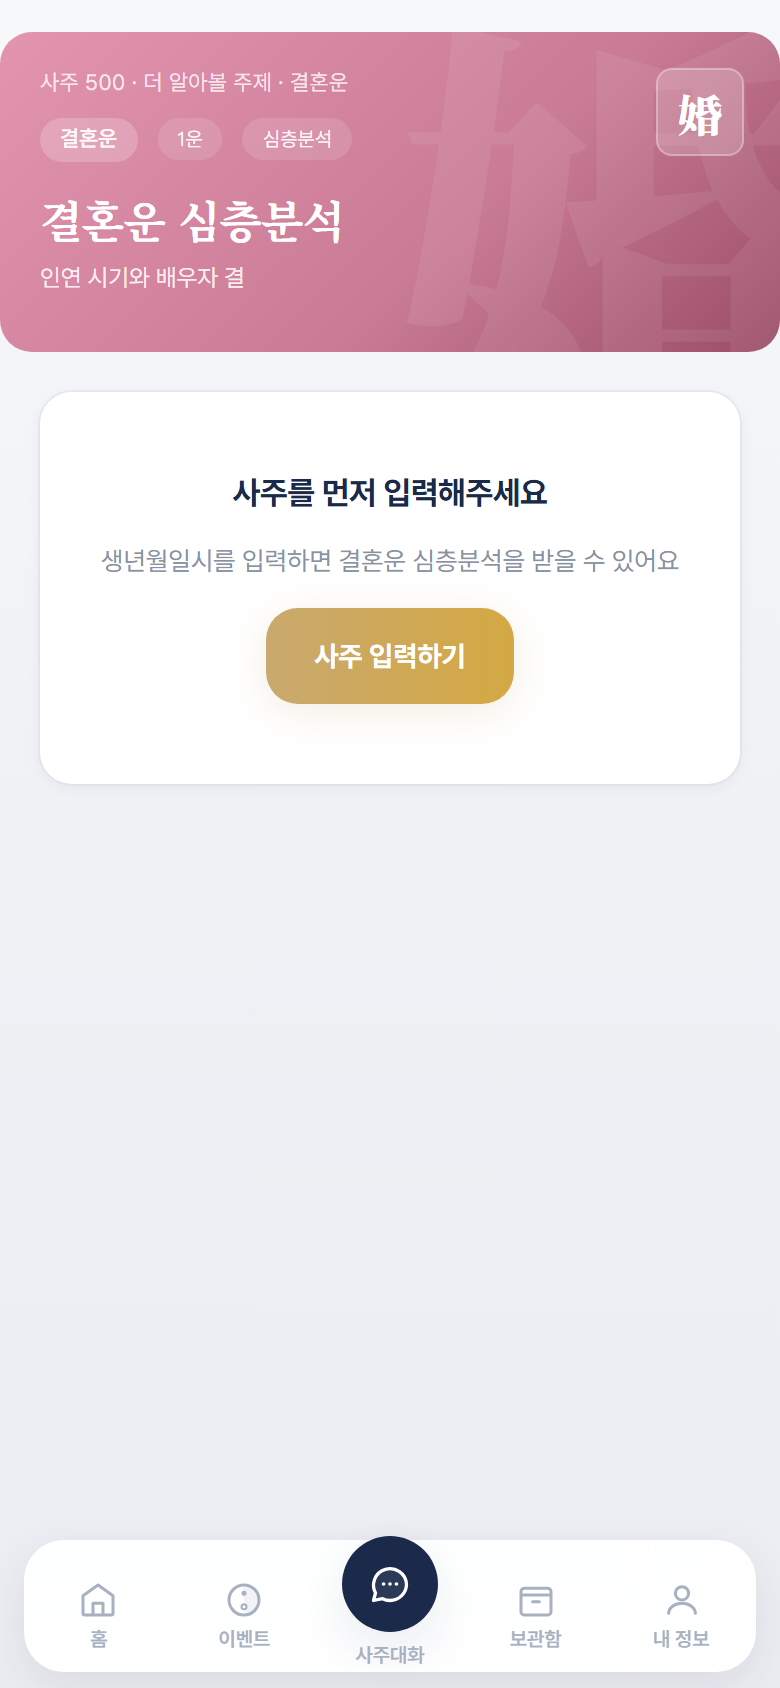 사주 500 · 더 알아볼 주제 · 결혼운
婚
결혼운 1운 심층분석
결혼운 심층분석
인연 시기와 배우자 결
사주를 먼저 입력해주세요
생년월일시를 입력하면 결혼운 심층분석을 받을 수 있어요
사주 입력하기
홈 이벤트 사주대화 보관함 내 정보